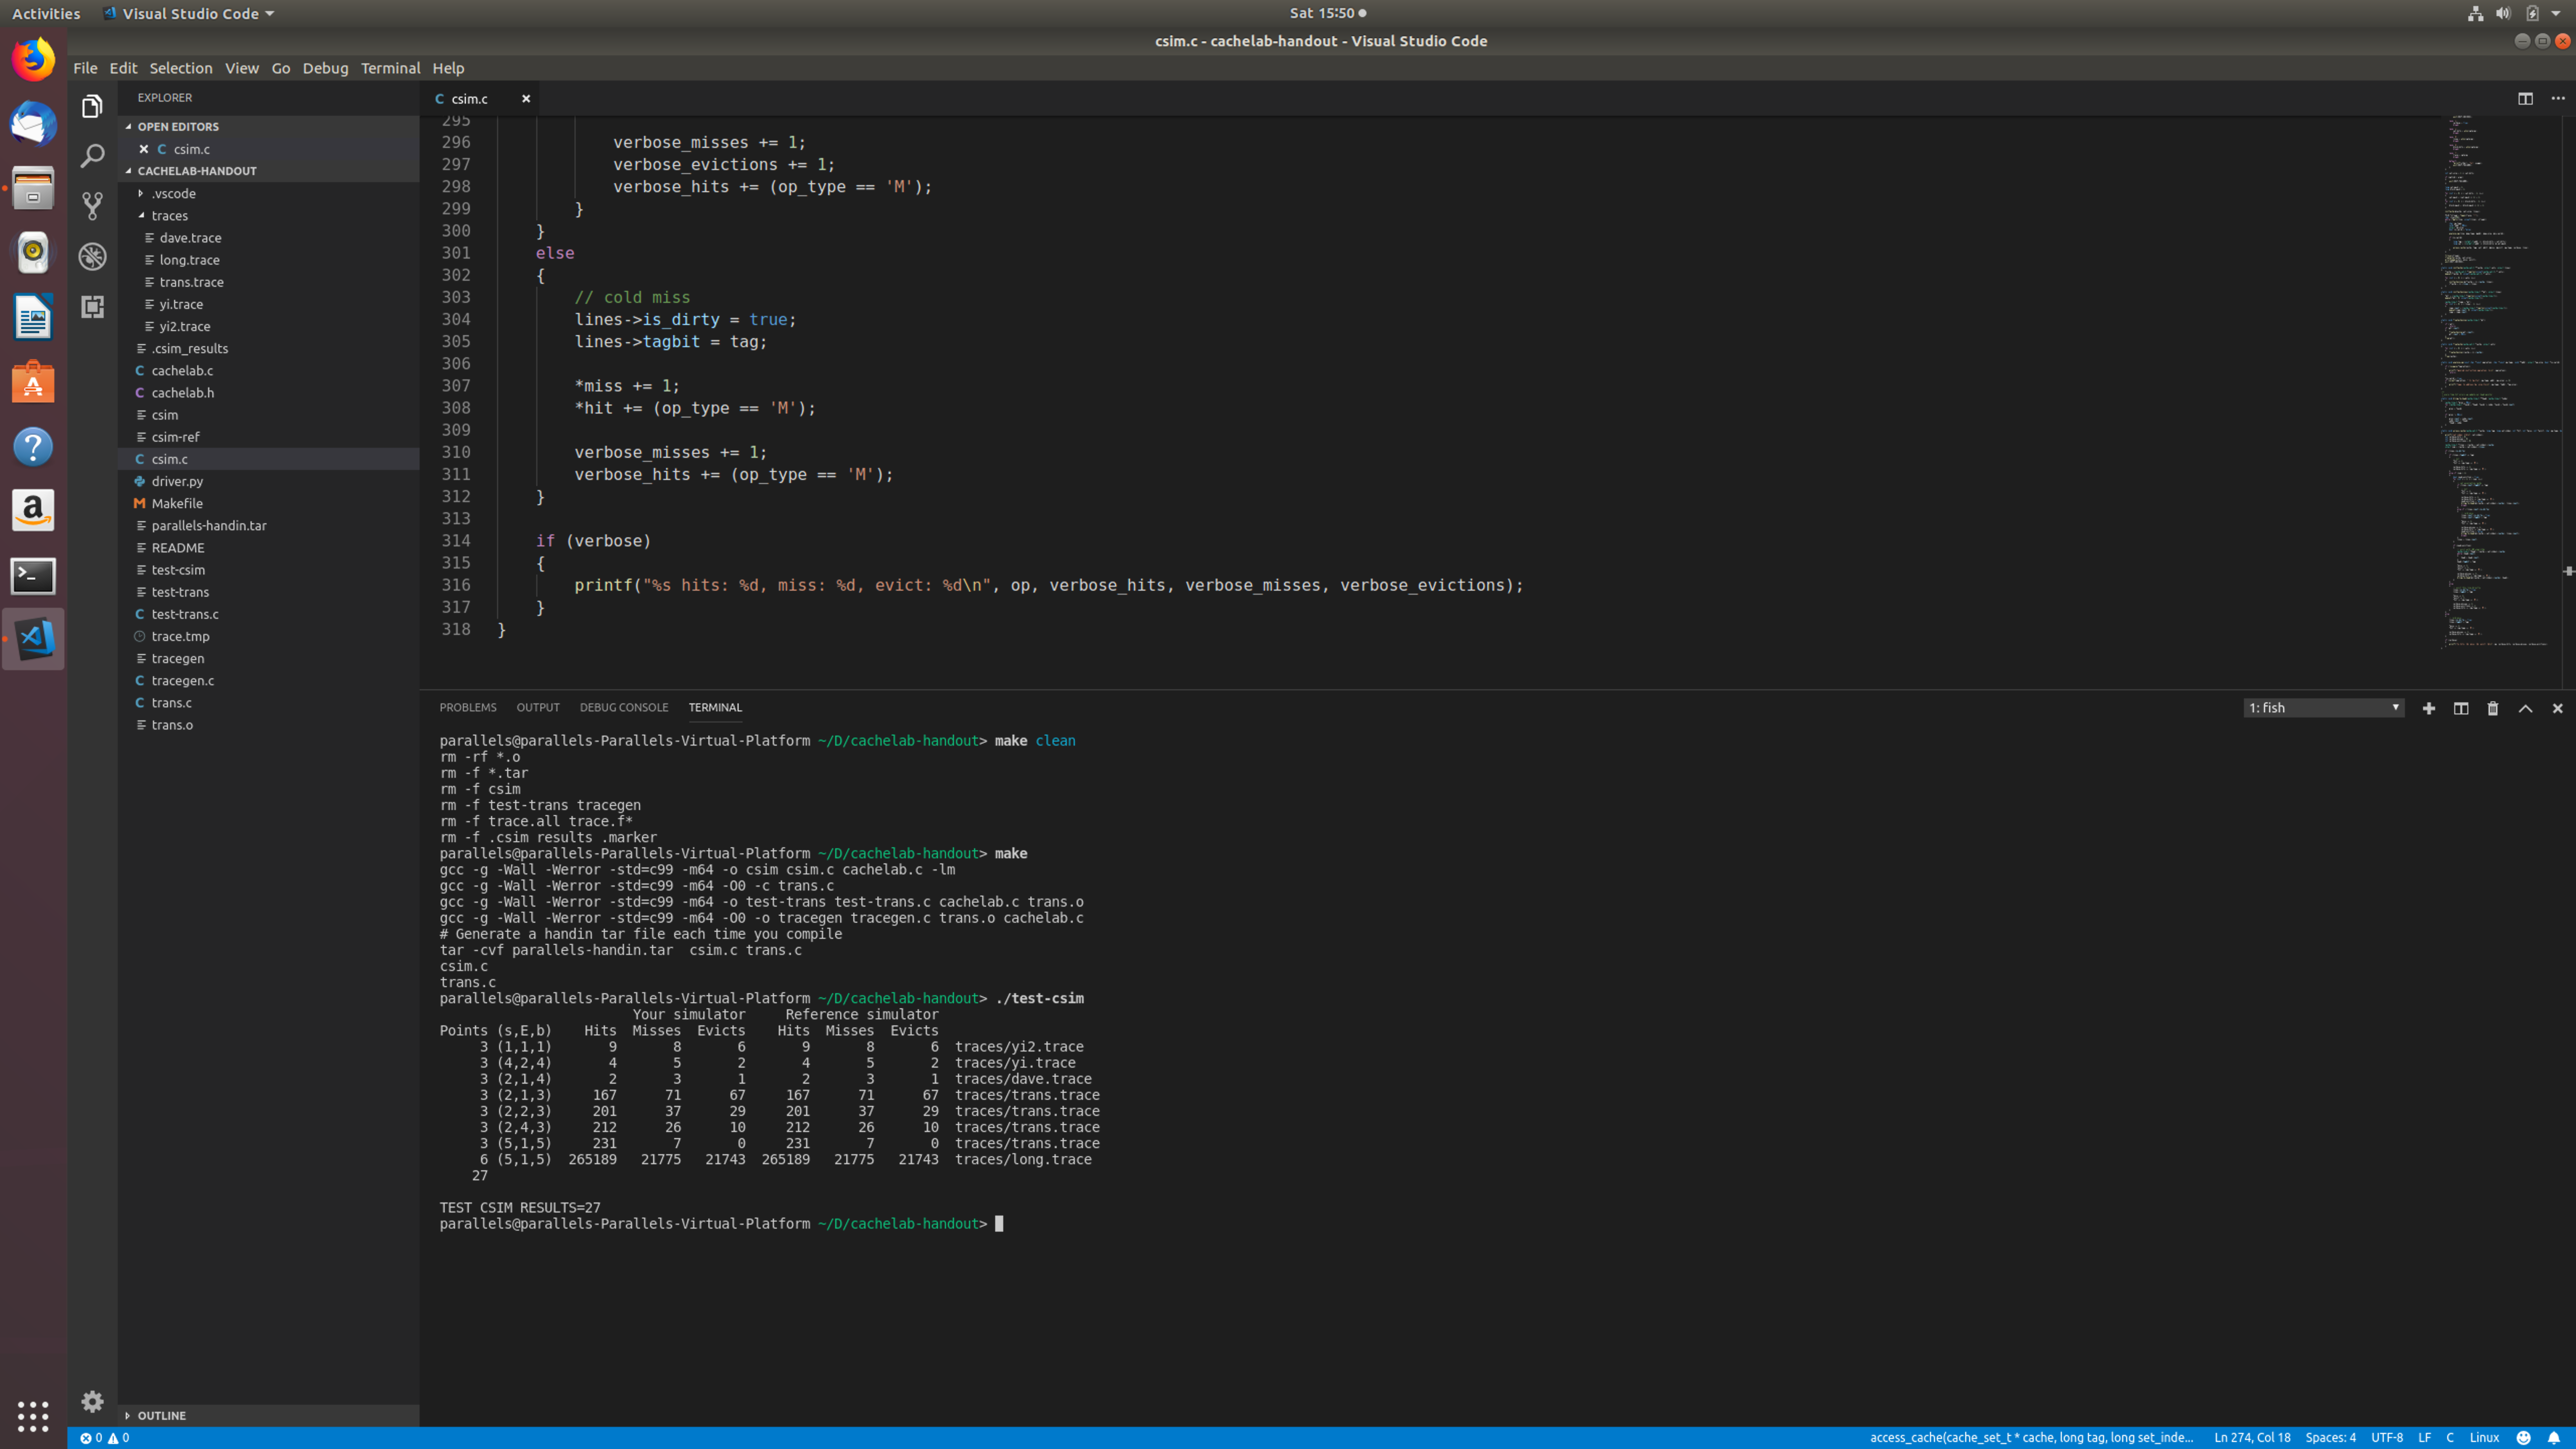 Activities
Visual Studio Code
Sat 15:50
csim.c - cachelab-handout - Visual Studio Code
File Edit Selection View Go Debug Terminal Help
EXPLORER
OPEN EDITORS
csim.c
CACHELAB-HANDOUT
.vscode
traces
dave.trace
long.trace
trans.trace
yi.trace
yi2.trace
.csim_results
cachelab.c
cachelab.h
csim
csim-ref
csim.c
driver.py
Makefile
parallels-handin.tar
README
test-csim
test-trans
test-trans.c
trace.tmp
tracegen
tracegen.c
trans.c
trans.o
OUTLINE
csim.c
295
296 verbose_misses += 1;
297 verbose_evictions += 1;
298 verbose_hits += (op_type == 'M');
299 }
300 }
301 else
302 {
303 // cold miss
304 lines->is_dirty = true;
305 lines->tagbit = tag;
306
307 *miss += 1;
308 *hit += (op_type == 'M');
309
310 verbose_misses += 1;
311 verbose_hits += (op_type == 'M');
312 }
313
314 if (verbose)
315 {
316 printf("%s hits: %d, miss: %d, evict: %d\n", op, verbose_hits, verbose_misses, verbose_evictions);
317 }
318 }
PROBLEMS OUTPUT DEBUG CONSOLE TERMINAL
1: fish
parallels@parallels-Parallels-Virtual-Platform ~/D/cachelab-handout> make clean
rm -rf *.o
rm -f *.tar
rm -f csim
rm -f test-trans tracegen
rm -f trace.all trace.f*
rm -f .csim_results .marker
parallels@parallels-Parallels-Virtual-Platform ~/D/cachelab-handout> make
gcc -g -Wall -Werror -std=c99 -m64 -o csim csim.c cachelab.c -lm
gcc -g -Wall -Werror -std=c99 -m64 -O0 -c trans.c
gcc -g -Wall -Werror -std=c99 -m64 -o test-trans test-trans.c cachelab.c trans.o
gcc -g -Wall -Werror -std=c99 -m64 -O0 -o tracegen tracegen.c trans.o cachelab.c
# Generate a handin tar file each time you compile
tar -cvf parallels-handin.tar  csim.c trans.c
csim.c
trans.c
parallels@parallels-Parallels-Virtual-Platform ~/D/cachelab-handout> ./test-csim
Your simulator     Reference simulator
Points (s,E,b)    Hits  Misses  Evicts    Hits  Misses  Evicts
3 (1,1,1)       9       8       6       9       8       6  traces/yi2.trace
3 (4,2,4)       4       5       2       4       5       2  traces/yi.trace
3 (2,1,4)       2       3       1       2       3       1  traces/dave.trace
3 (2,1,3)     167      71      67     167      71      67  traces/trans.trace
3 (2,2,3)     201      37      29     201      37      29  traces/trans.trace
3 (2,4,3)     212      26      10     212      26      10  traces/trans.trace
3 (5,1,5)     231       7       0     231       7       0  traces/trans.trace
6 (5,1,5)  265189   21775   21743  265189   21775   21743  traces/long.trace
27
TEST_CSIM_RESULTS=27
parallels@parallels-Parallels-Virtual-Platform ~/D/cachelab-handout>
0 0
access_cache(cache_set_t * cache, long tag, long set_inde...
Ln 274, Col 18
Spaces: 4
UTF-8
LF
C
Linux